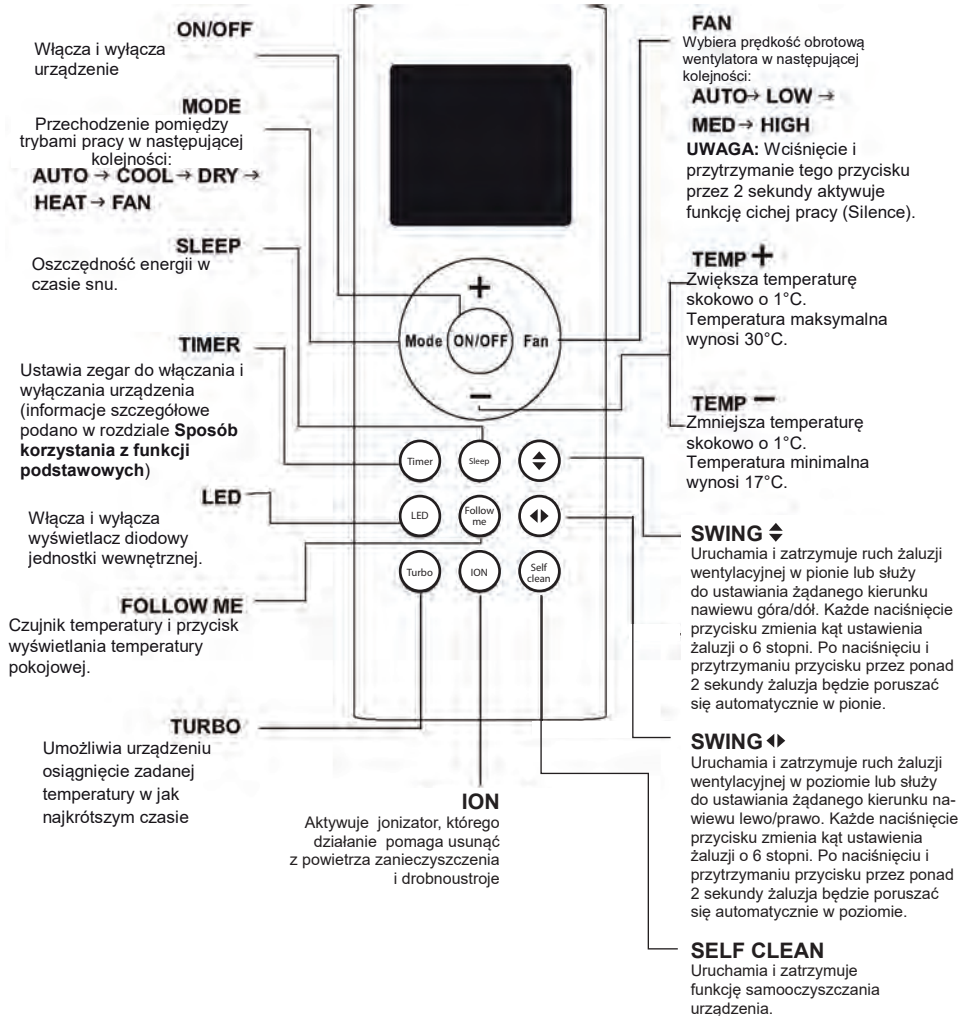 ON/OFF
Włącza i wyłącza
urządzenie
MODE
Przechodzenie pomiędzy
trybami pracy w następującej
kolejności:
AUTO → COOL → DRY →
HEAT → FAN
SLEEP
Oszczędność energii w
czasie snu.
TIMER
Ustawia zegar do włączania i
wyłączania urządzenia
(informacje szczegółowe
podano w rozdziale Sposób
korzystania z funkcji
podstawowych)
LED
Włącza i wyłącza
wyświetlacz diodowy
jednostki wewnętrznej.
FOLLOW ME
Czujnik temperatury i przycisk
wyświetlania temperatury
pokojowej.
TURBO
Umożliwia urządzeniu
osiągnięcie zadanej
temperatury w jak
najkrótszym czasie
+
Mode ON/OFF Fan
−
Timer Sleep
LED Follow
me
Turbo ION Self
clean
ION
Aktywuje jonizator, którego
działanie pomaga usunąć
z powietrza zanieczyszczenia
i drobnoustroje
FAN
Wybiera prędkość obrotową
wentylatora w następującej
kolejności:
AUTO→ LOW →
MED → HIGH
UWAGA: Wciśnięcie i
przytrzymanie tego przycisku
przez 2 sekundy aktywuje
funkcję cichej pracy (Silence).
TEMP +
Zwiększa temperaturę
skokowo o 1°C.
Temperatura maksymalna
wynosi 30°C.
TEMP −
Zmniejsza temperaturę
skokowo o 1°C.
Temperatura minimalna
wynosi 17°C.
SWING
Uruchamia i zatrzymuje ruch żaluzji
wentylacyjnej w pionie lub służy
do ustawiania żądanego kierunku
nawiewu góra/dół. Każde naciśnięcie
przycisku zmienia kąt ustawienia
żaluzji o 6 stopni. Po naciśnięciu i
przytrzymaniu przycisku przez ponad
2 sekundy żaluzja będzie poruszać
się automatycznie w pionie.
SWING
Uruchamia i zatrzymuje ruch żaluzji
wentylacyjnej w poziomie lub służy
do ustawiania żądanego kierunku na-
wiewu lewo/prawo. Każde naciśnięcie
przycisku zmienia kąt ustawienia
żaluzji o 6 stopni. Po naciśnięciu i
przytrzymaniu przycisku przez ponad
2 sekundy żaluzja będzie poruszać
się automatycznie w poziomie.
SELF CLEAN
Uruchamia i zatrzymuje
funkcję samooczyszczania
urządzenia.